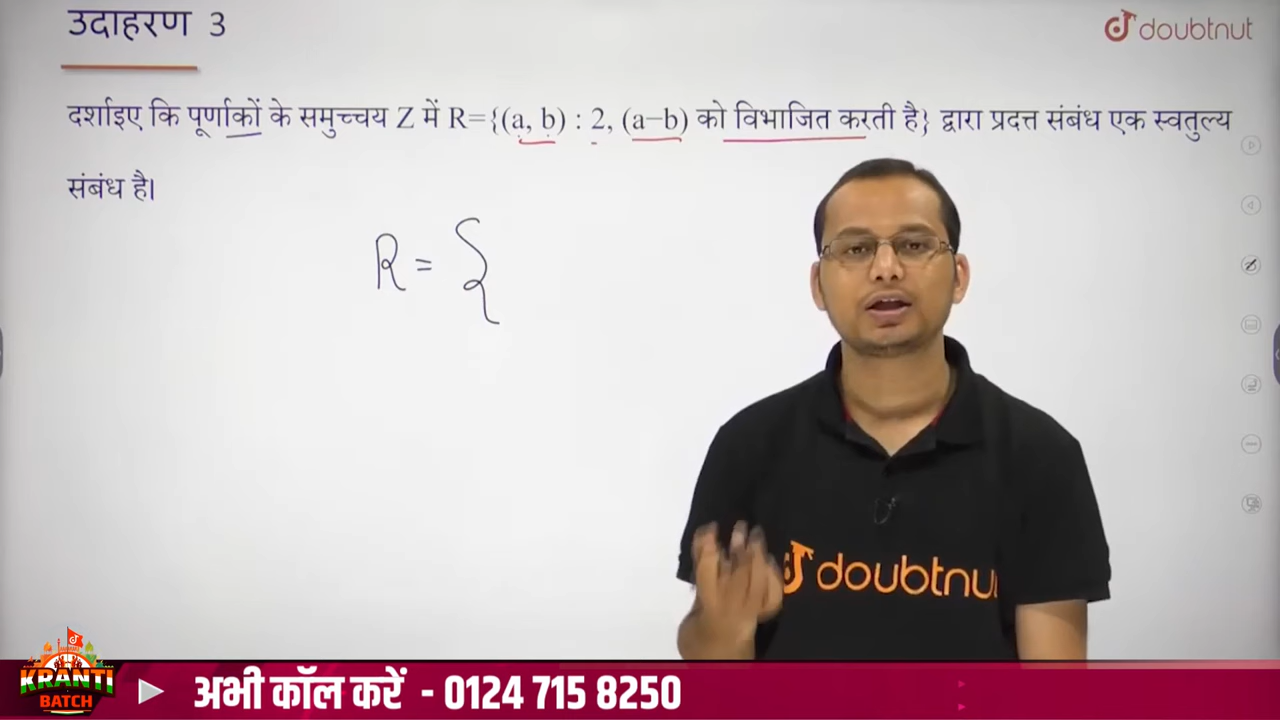 उदाहरण 3
doubtnut
दर्शाइए कि पूर्णाकों के समुच्चय Z में R={(a, b) : 2, (a−b) को विभाजित करती है} द्वारा प्रदत्त संबंध एक स्वतुल्य
संबंध है।
R = {
doubtnut
KRANTI
BATCH
अभी कॉल करें - 0124 715 8250